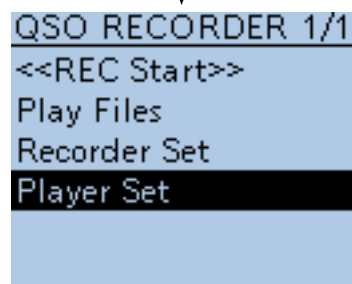 QSO RECORDER 1/1
<<REC Start>>
Play Files
Recorder Set
Player Set